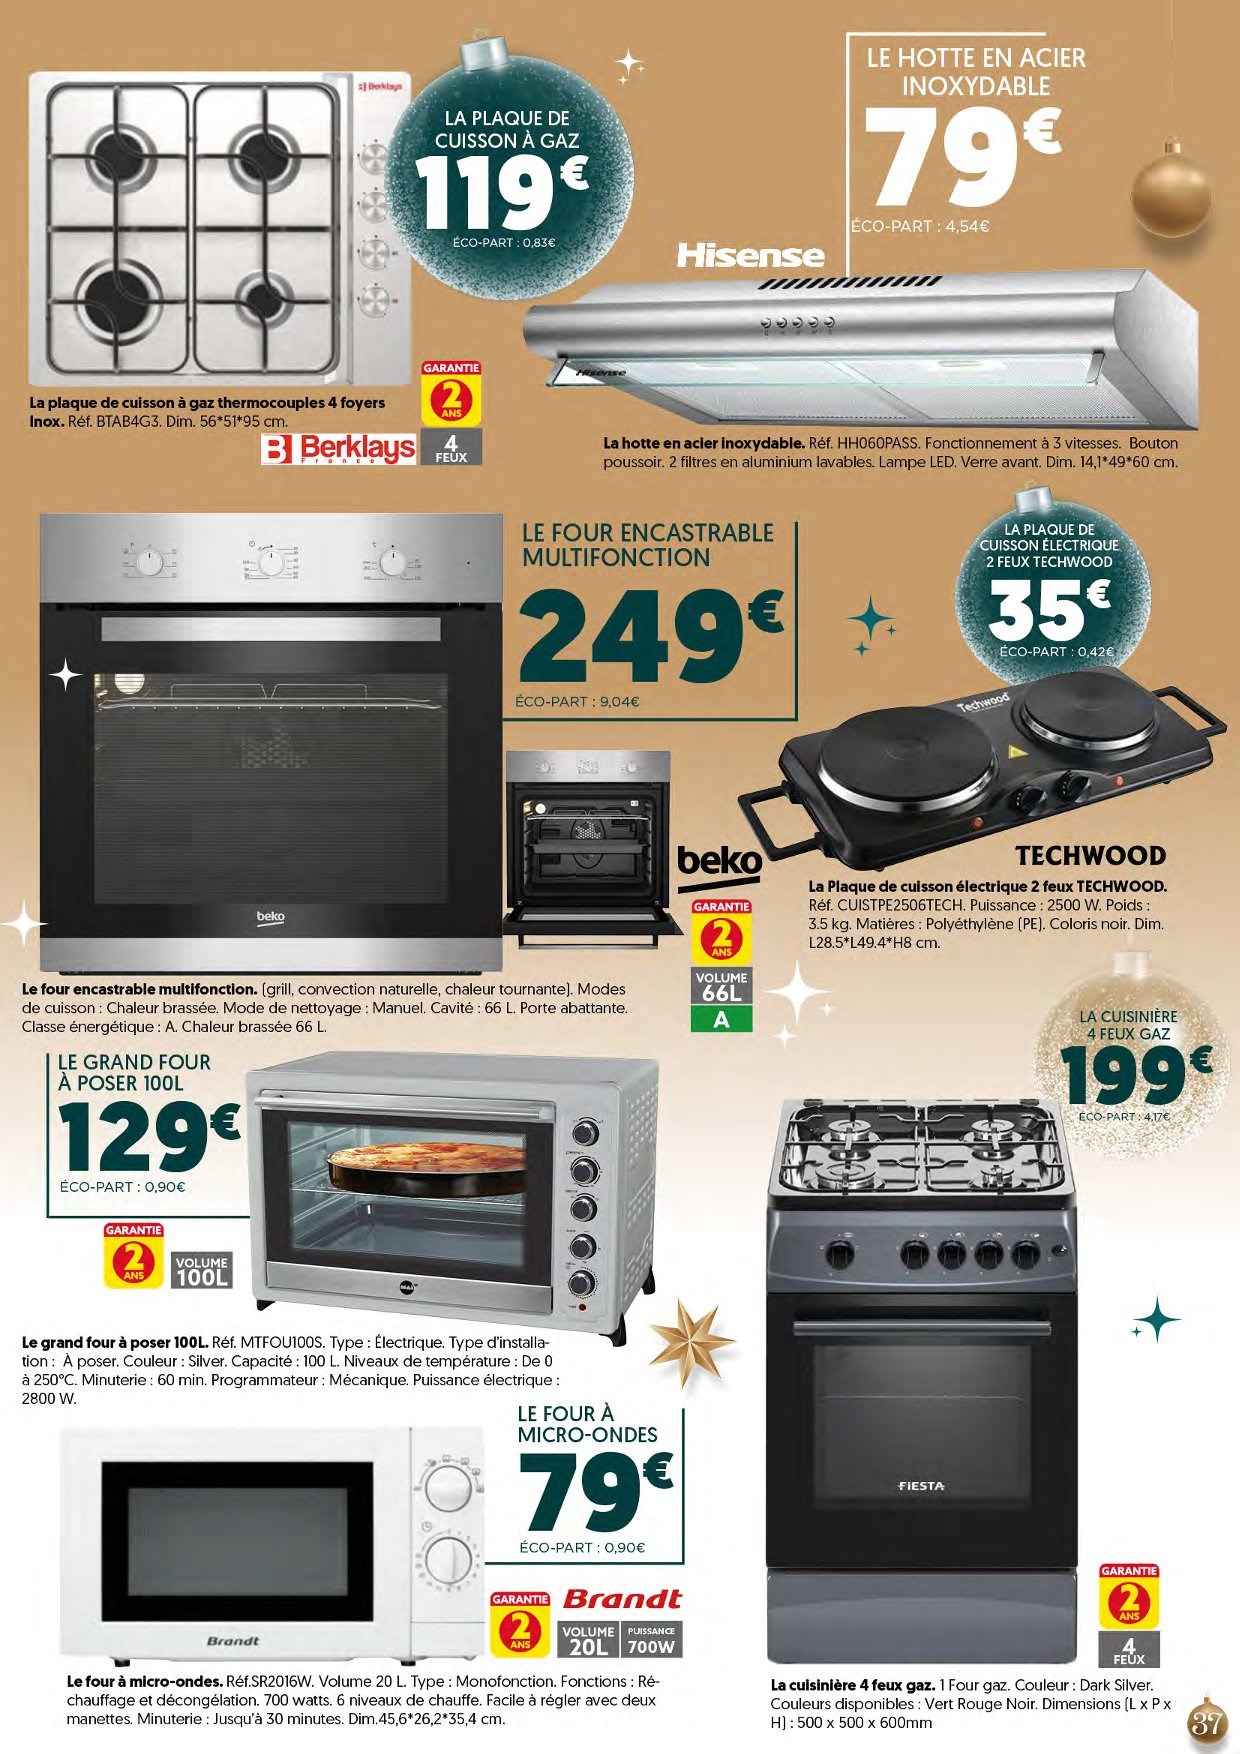 Berklays
LA PLAQUE DE
CUISSON À GAZ
119€
ÉCO-PART : 0,83€
LE HOTTE EN ACIER
INOXYDABLE
79€
ÉCO-PART : 4,54€
Hisense
Hisense
GARANTIE
2
ANS
4
FEUX
La plaque de cuisson à gaz thermocouples 4 foyers
Inox. Réf. BTAB4G3. Dim. 56*51*95 cm.
B Berklays
France
La hotte en acier inoxydable. Réf. HH060PASS. Fonctionnement à 3 vitesses. Bouton
poussoir. 2 filtres en aluminium lavables. Lampe LED. Verre avant. Dim. 14,1*49*60 cm.
LE FOUR ENCASTRABLE
MULTIFONCTION
249€
ÉCO-PART : 9,04€
LA PLAQUE DE
CUISSON ÉLECTRIQUE
2 FEUX TECHWOOD
35€
ÉCO-PART : 0,42€
Techwood
TECHWOOD
La Plaque de cuisson électrique 2 feux TECHWOOD.
Réf. CUISTPE2506TECH. Puissance : 2500 W. Poids :
3.5 kg. Matières : Polyéthylène (PE). Coloris noir. Dim.
L28.5*L49.4*H8 cm.
beko
beko
GARANTIE
2
ANS
VOLUME
66L
A
Le four encastrable multifonction. (grill, convection naturelle, chaleur tournante). Modes
de cuisson : Chaleur brassée. Mode de nettoyage : Manuel. Cavité : 66 L. Porte abattante.
Classe énergétique : A. Chaleur brassée 66 L.
LE GRAND FOUR
À POSER 100L
129€
ÉCO-PART : 0,90€
GARANTIE
2
ANS
VOLUME
100L
Le grand four à poser 100L. Réf. MTFOU100S. Type : Électrique. Type d'installa-
tion : À poser. Couleur : Silver. Capacité : 100 L. Niveaux de température : De 0
à 250°C. Minuterie : 60 min. Programmateur : Mécanique. Puissance électrique :
2800 W.
LA CUISINIÈRE
4 FEUX GAZ
199€
ÉCO-PART : 4,17€
FIESTA
LE FOUR À
MICRO-ONDES
79€
ÉCO-PART : 0,90€
Brandt
GARANTIE
2
ANS
Brandt
VOLUME
20L
PUISSANCE
700W
Le four à micro-ondes. Réf.SR2016W. Volume 20 L. Type : Monofonction. Fonctions : Ré-
chauffage et décongélation. 700 watts. 6 niveaux de chauffe. Facile à régler avec deux
manettes. Minuterie : Jusqu'à 30 minutes. Dim.45,6*26,2*35,4 cm.
GARANTIE
2
ANS
4
FEUX
La cuisinière 4 feux gaz. 1 Four gaz. Couleur : Dark Silver.
Couleurs disponibles : Vert Rouge Noir. Dimensions (L x P x
H) : 500 x 500 x 600mm
37